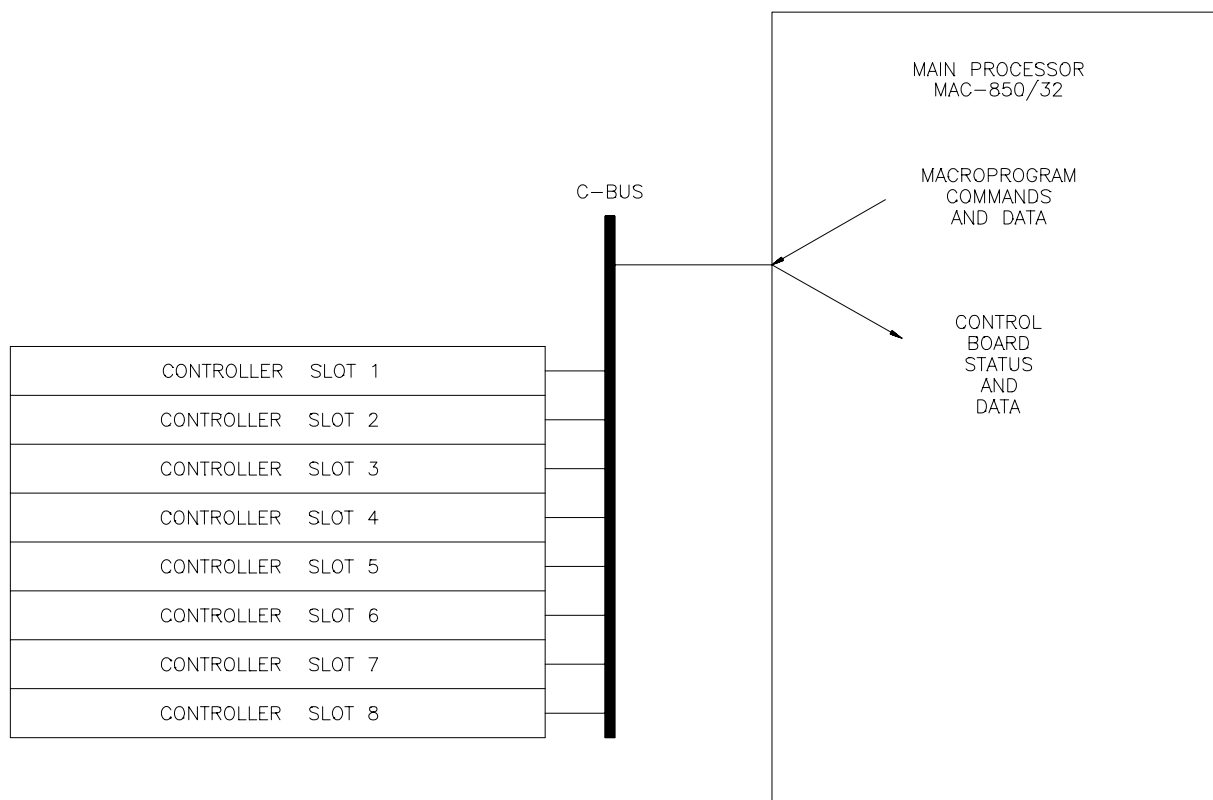 MAIN PROCESSOR
MAC-850/32
MACROPROGRAM
COMMANDS
AND DATA
C-BUS
CONTROL
BOARD
STATUS
AND
DATA
CONTROLLER SLOT 1
CONTROLLER SLOT 2
CONTROLLER SLOT 3
CONTROLLER SLOT 4
CONTROLLER SLOT 5
CONTROLLER SLOT 6
CONTROLLER SLOT 7
CONTROLLER SLOT 8